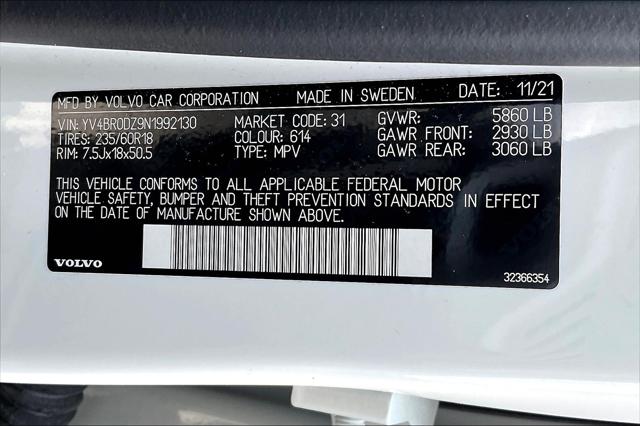 MFD BY VOLVO CAR CORPORATION MADE IN SWEDEN 11/21
VIN: YV4BR0DZ9N1992130 MARKET CODE: 31 GVWR: 5860 LB
TIRES: 235/60R18 COLOUR: 614 GAWR FRONT: 2930 LB
RIM: 7.5Jx18x50.5 TYPE: MPV GAWR REAR: 3060 LB
THIS VEHICLE CONFORMS TO ALL APPLICABLE FEDERAL MOTOR
VEHICLE SAFETY, BUMPER AND THEFT PREVENTION STANDARDS IN EFFECT
ON THE DATE OF MANUFACTURE SHOWN ABOVE.
VOLVO 32366354